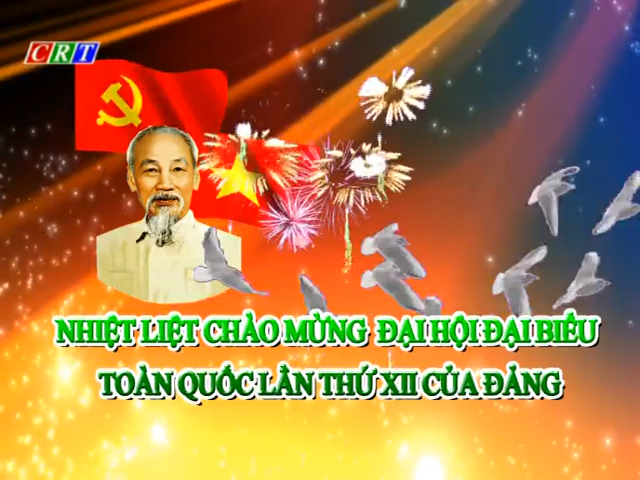 CRT
NHIỆT LIỆT CHÀO MỪNG ĐẠI HỘI ĐẠI BIỂU
TOÀN QUỐC LẦN THỨ XII CỦA ĐẢNG